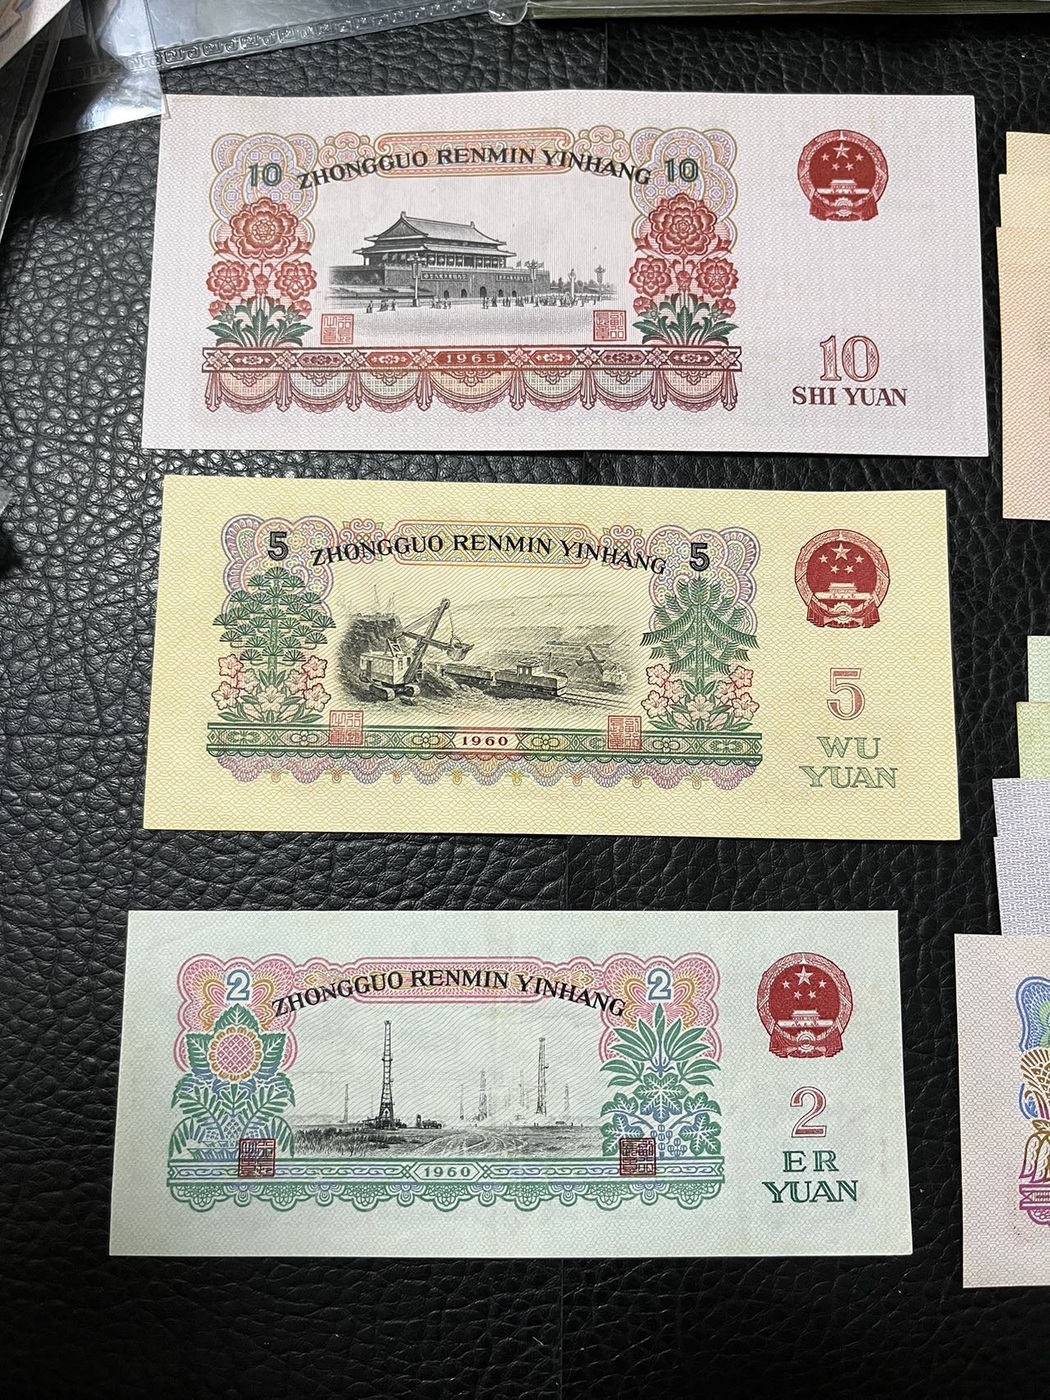 10 ZHONGGUO RENMIN YINHANG 10
1965
10
SHI YUAN
5 ZHONGGUO RENMIN YINHANG 5
1960
5
WU
YUAN
2 ZHONGGUO RENMIN YINHANG 2
1960
2
ER
YUAN